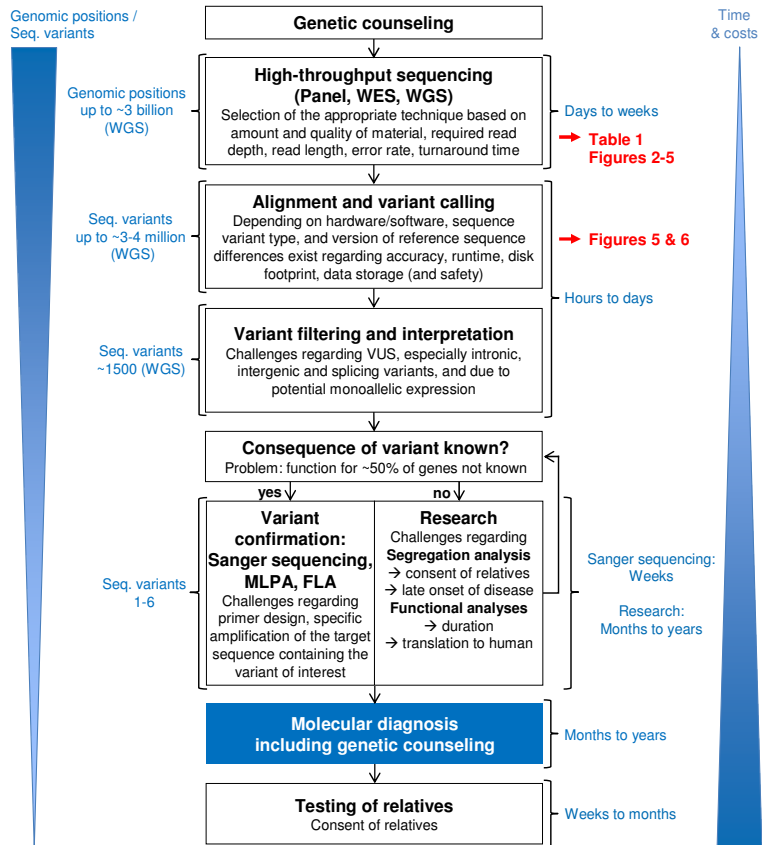 Genomic positions /
Seq. variants
Time
& costs
Genetic counseling
High-throughput sequencing
(Panel, WES, WGS)
Selection of the appropriate technique based on
amount and quality of material, required read
depth, read length, error rate, turnaround time
Genomic positions
up to ~3 billion
(WGS)
Days to weeks
→ Table 1
Figures 2-5
Alignment and variant calling
Depending on hardware/software, sequence
variant type, and version of reference sequence
differences exist regarding accuracy, runtime, disk
footprint, data storage (and safety)
Seq. variants
up to ~3-4 million
(WGS)
→ Figures 5 & 6
Hours to days
Variant filtering and interpretation
Challenges regarding VUS, especially intronic,
intergenic and splicing variants, and due to
potential monoallelic expression
Seq. variants
~1500 (WGS)
Consequence of variant known?
Problem: function for ~50% of genes not known
yes
no
Variant
confirmation:
Sanger sequencing,
MLPA, FLA
Challenges regarding
primer design, specific
amplification of the target
sequence containing the
variant of interest
Research
Challenges regarding
Segregation analysis
→ consent of relatives
→ late onset of disease
Functional analyses
→ duration
→ translation to human
Seq. variants
1-6
Sanger sequencing:
Weeks
Research:
Months to years
Molecular diagnosis
including genetic counseling
Months to years
Testing of relatives
Consent of relatives
Weeks to months